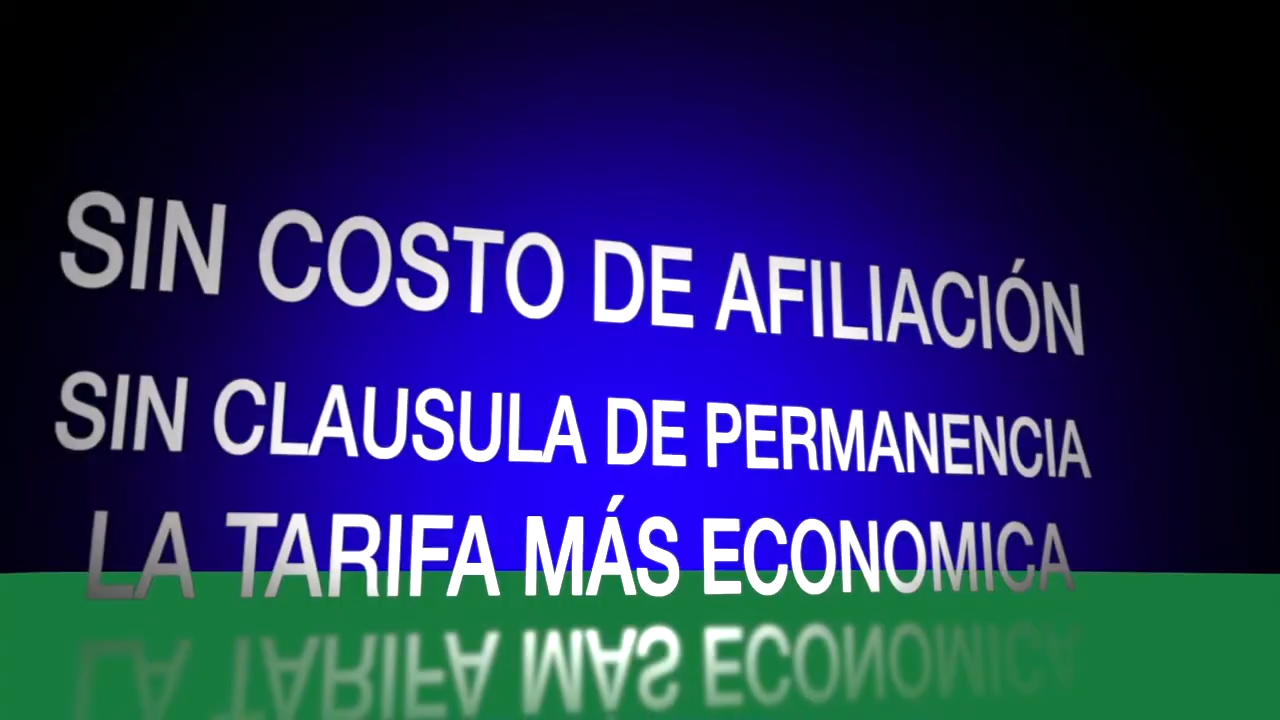 SIN COSTO DE AFILIACIÓN
SIN CLAUSULA DE PERMANENCIA
LA TARIFA MÁS ECONOMICA